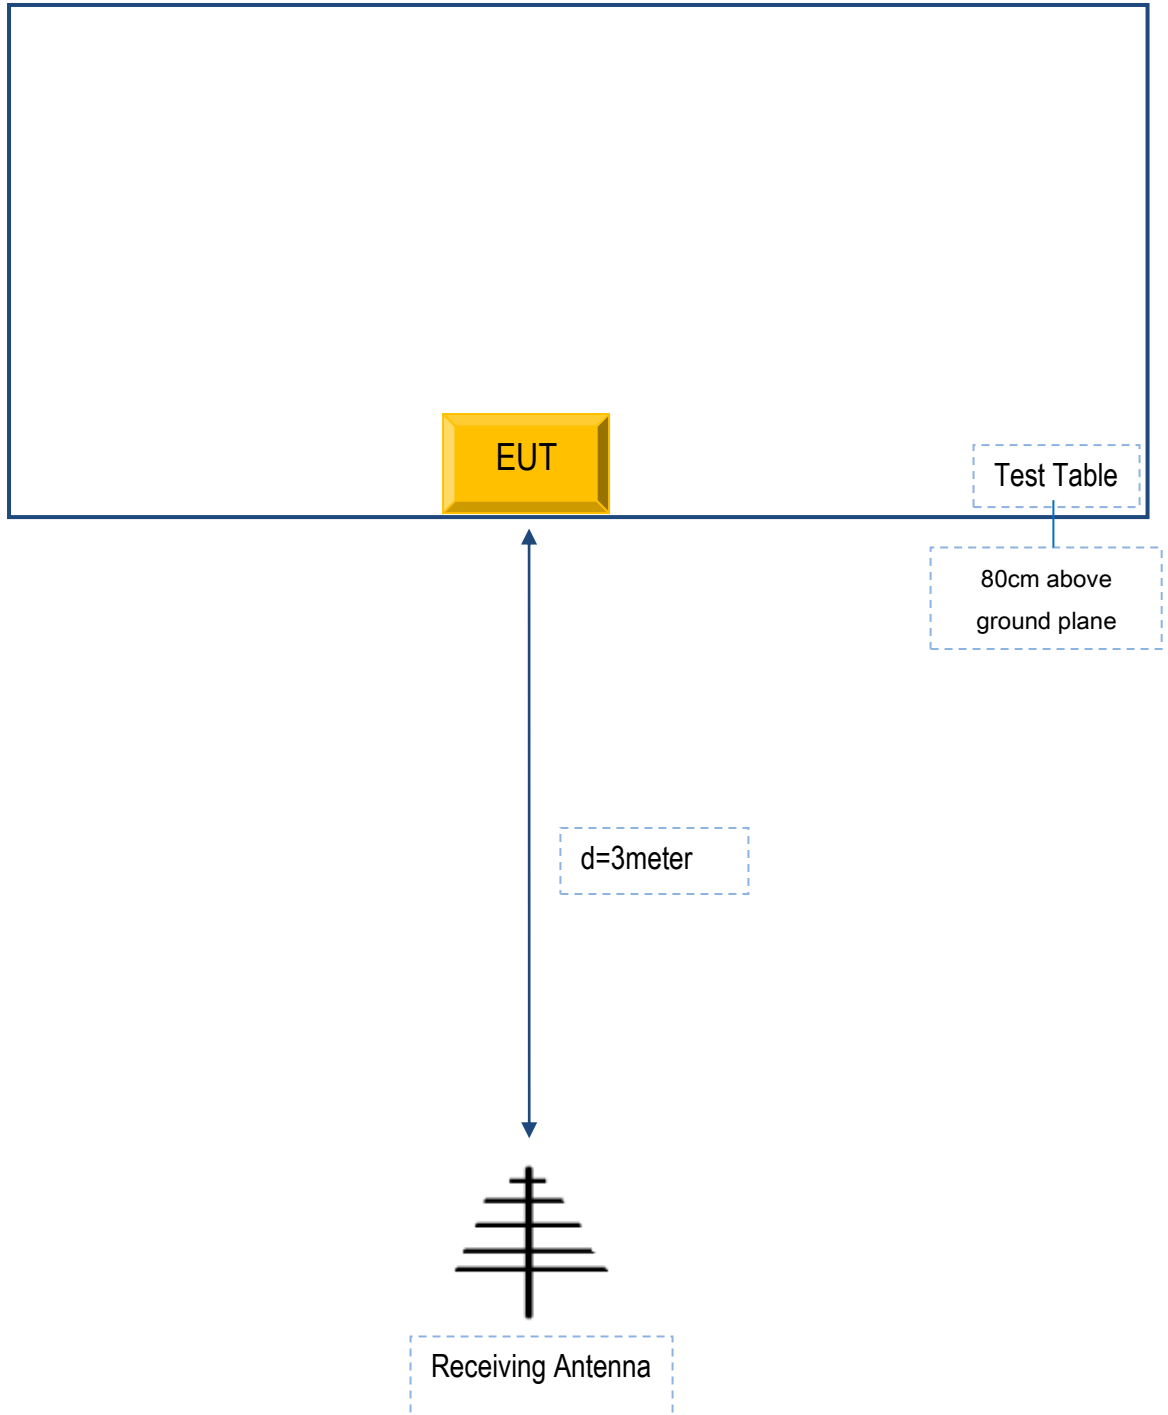 EUT
Test Table
80cm above
ground plane
d=3meter
Receiving Antenna